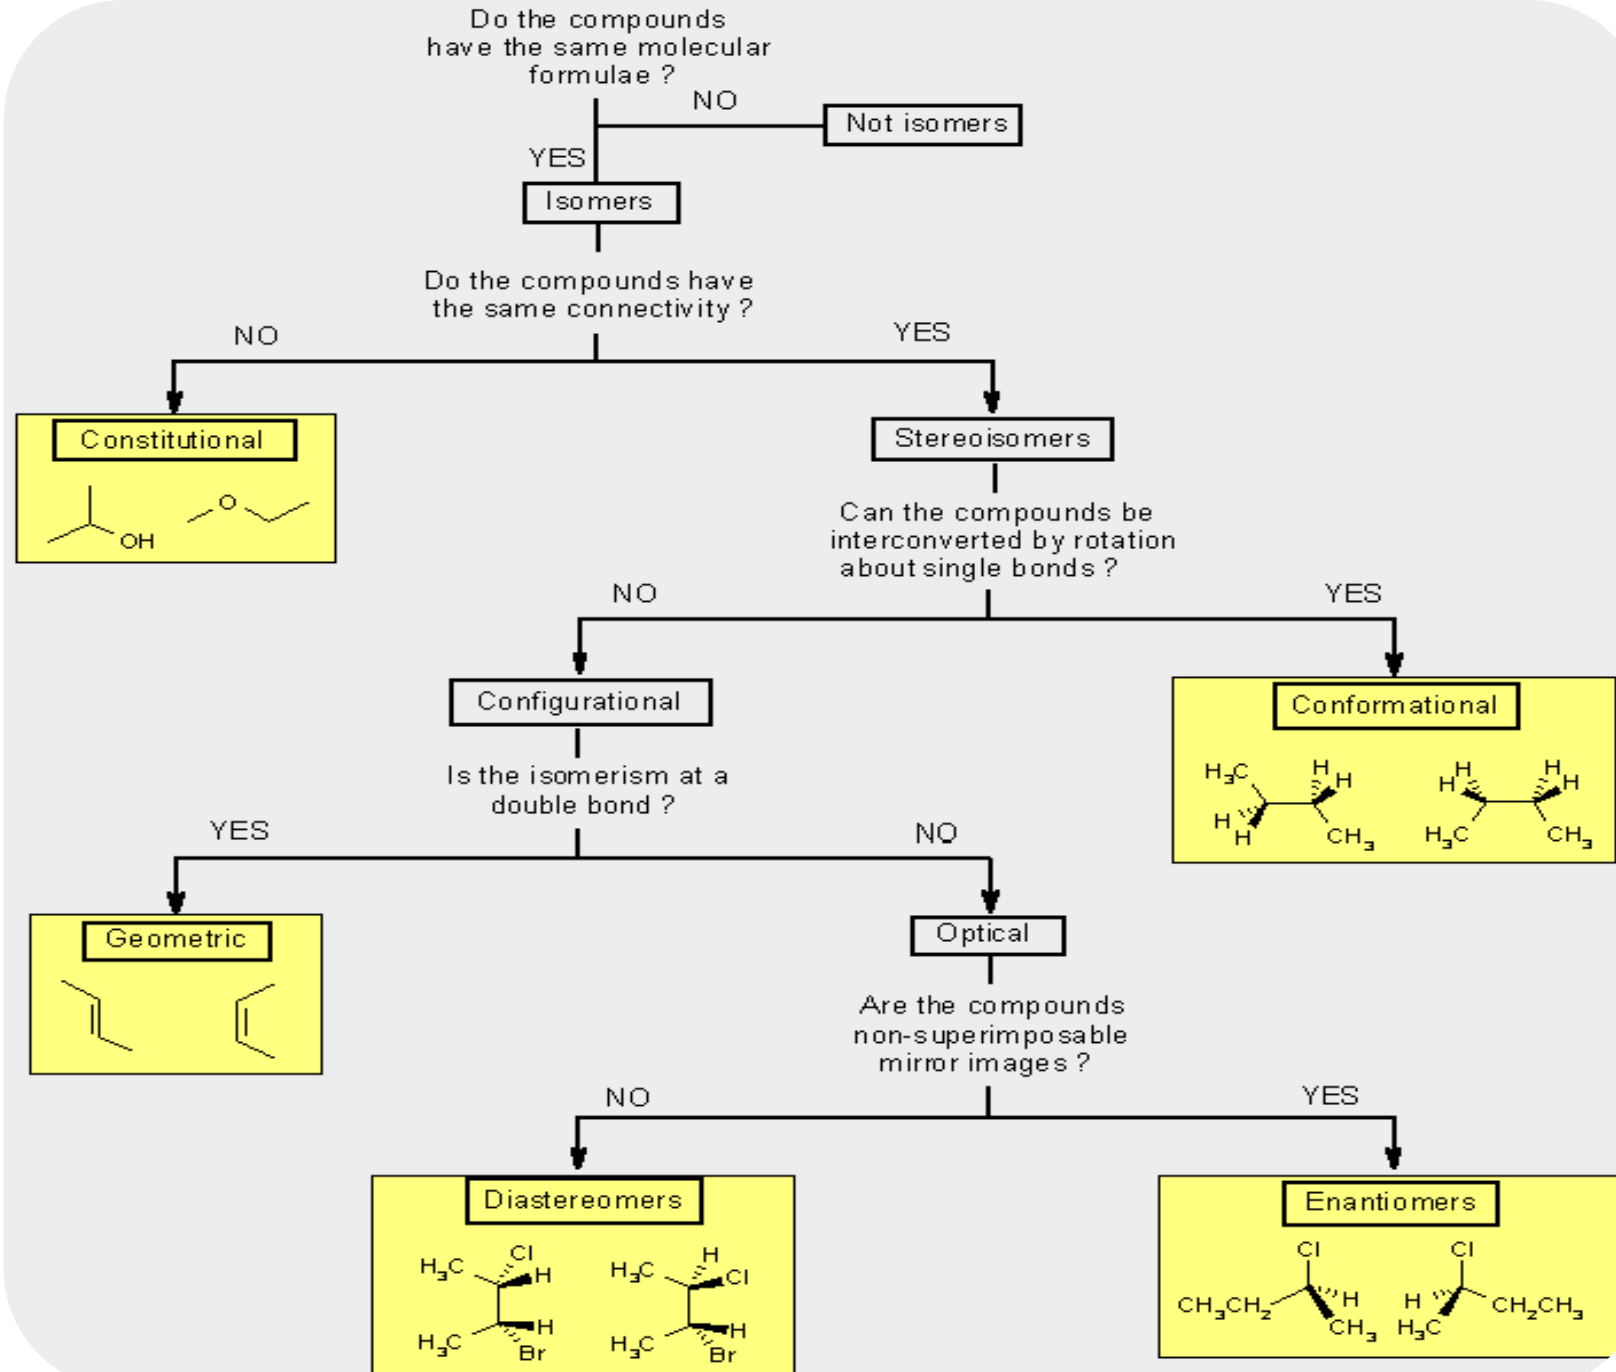 Do the compounds
have the same molecular
formulae ?
NO
Not isomers
YES
Isomers
Do the compounds have
the same connectivity ?
NO
YES
Constitutional
O
OH
Stereoisomers
Can the compounds be
interconverted by rotation
about single bonds ?
NO
YES
Configurational
Conformational
H₃C H H
H H CH₃
H H H
H₃C CH₃
Is the isomerism at a
double bond ?
YES
NO
Geometric
Optical
Are the compounds
non-superimposable
mirror images ?
NO
YES
Diastereomers
H₃C Cl H
H₃C H Br
H₃C H Cl
H₃C H Br
Enantiomers
Cl
CH₃CH₂ H
CH₃
Cl
H CH₂CH₃
H₃C